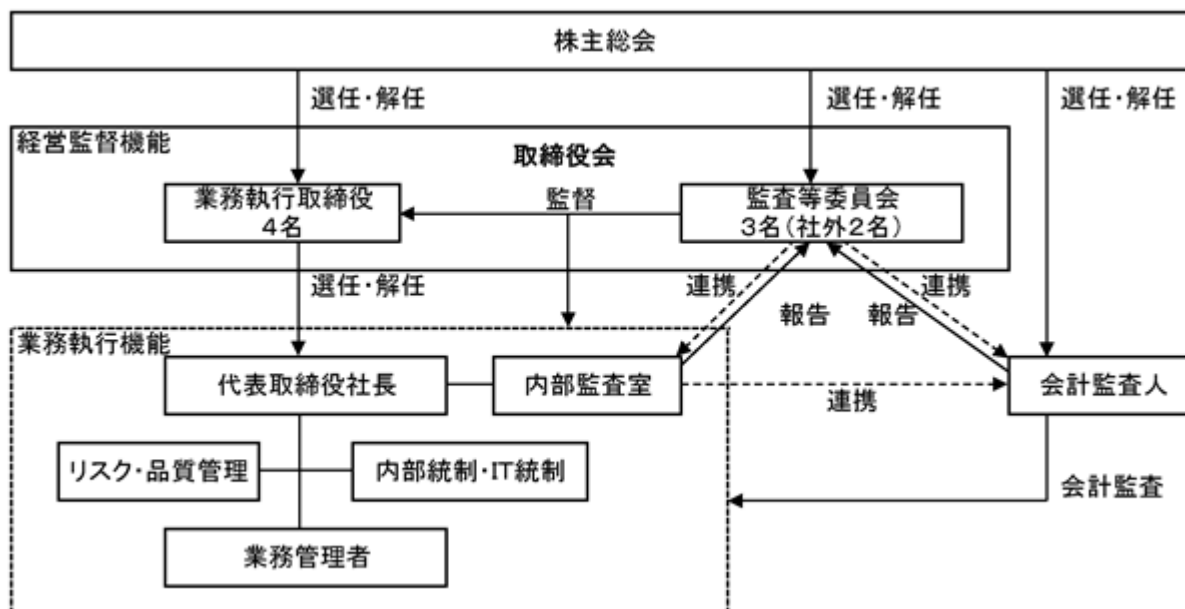 株主総会
選任・解任
選任・解任
選任・解任
経営監督機能
取締役会
業務執行取締役
4名
監督
監査等委員会
3名(社外2名)
選任・解任
連携
連携
報告
報告
業務執行機能
代表取締役社長
内部監査室
連携
会計監査人
リスク・品質管理
内部統制・IT統制
会計監査
業務管理者